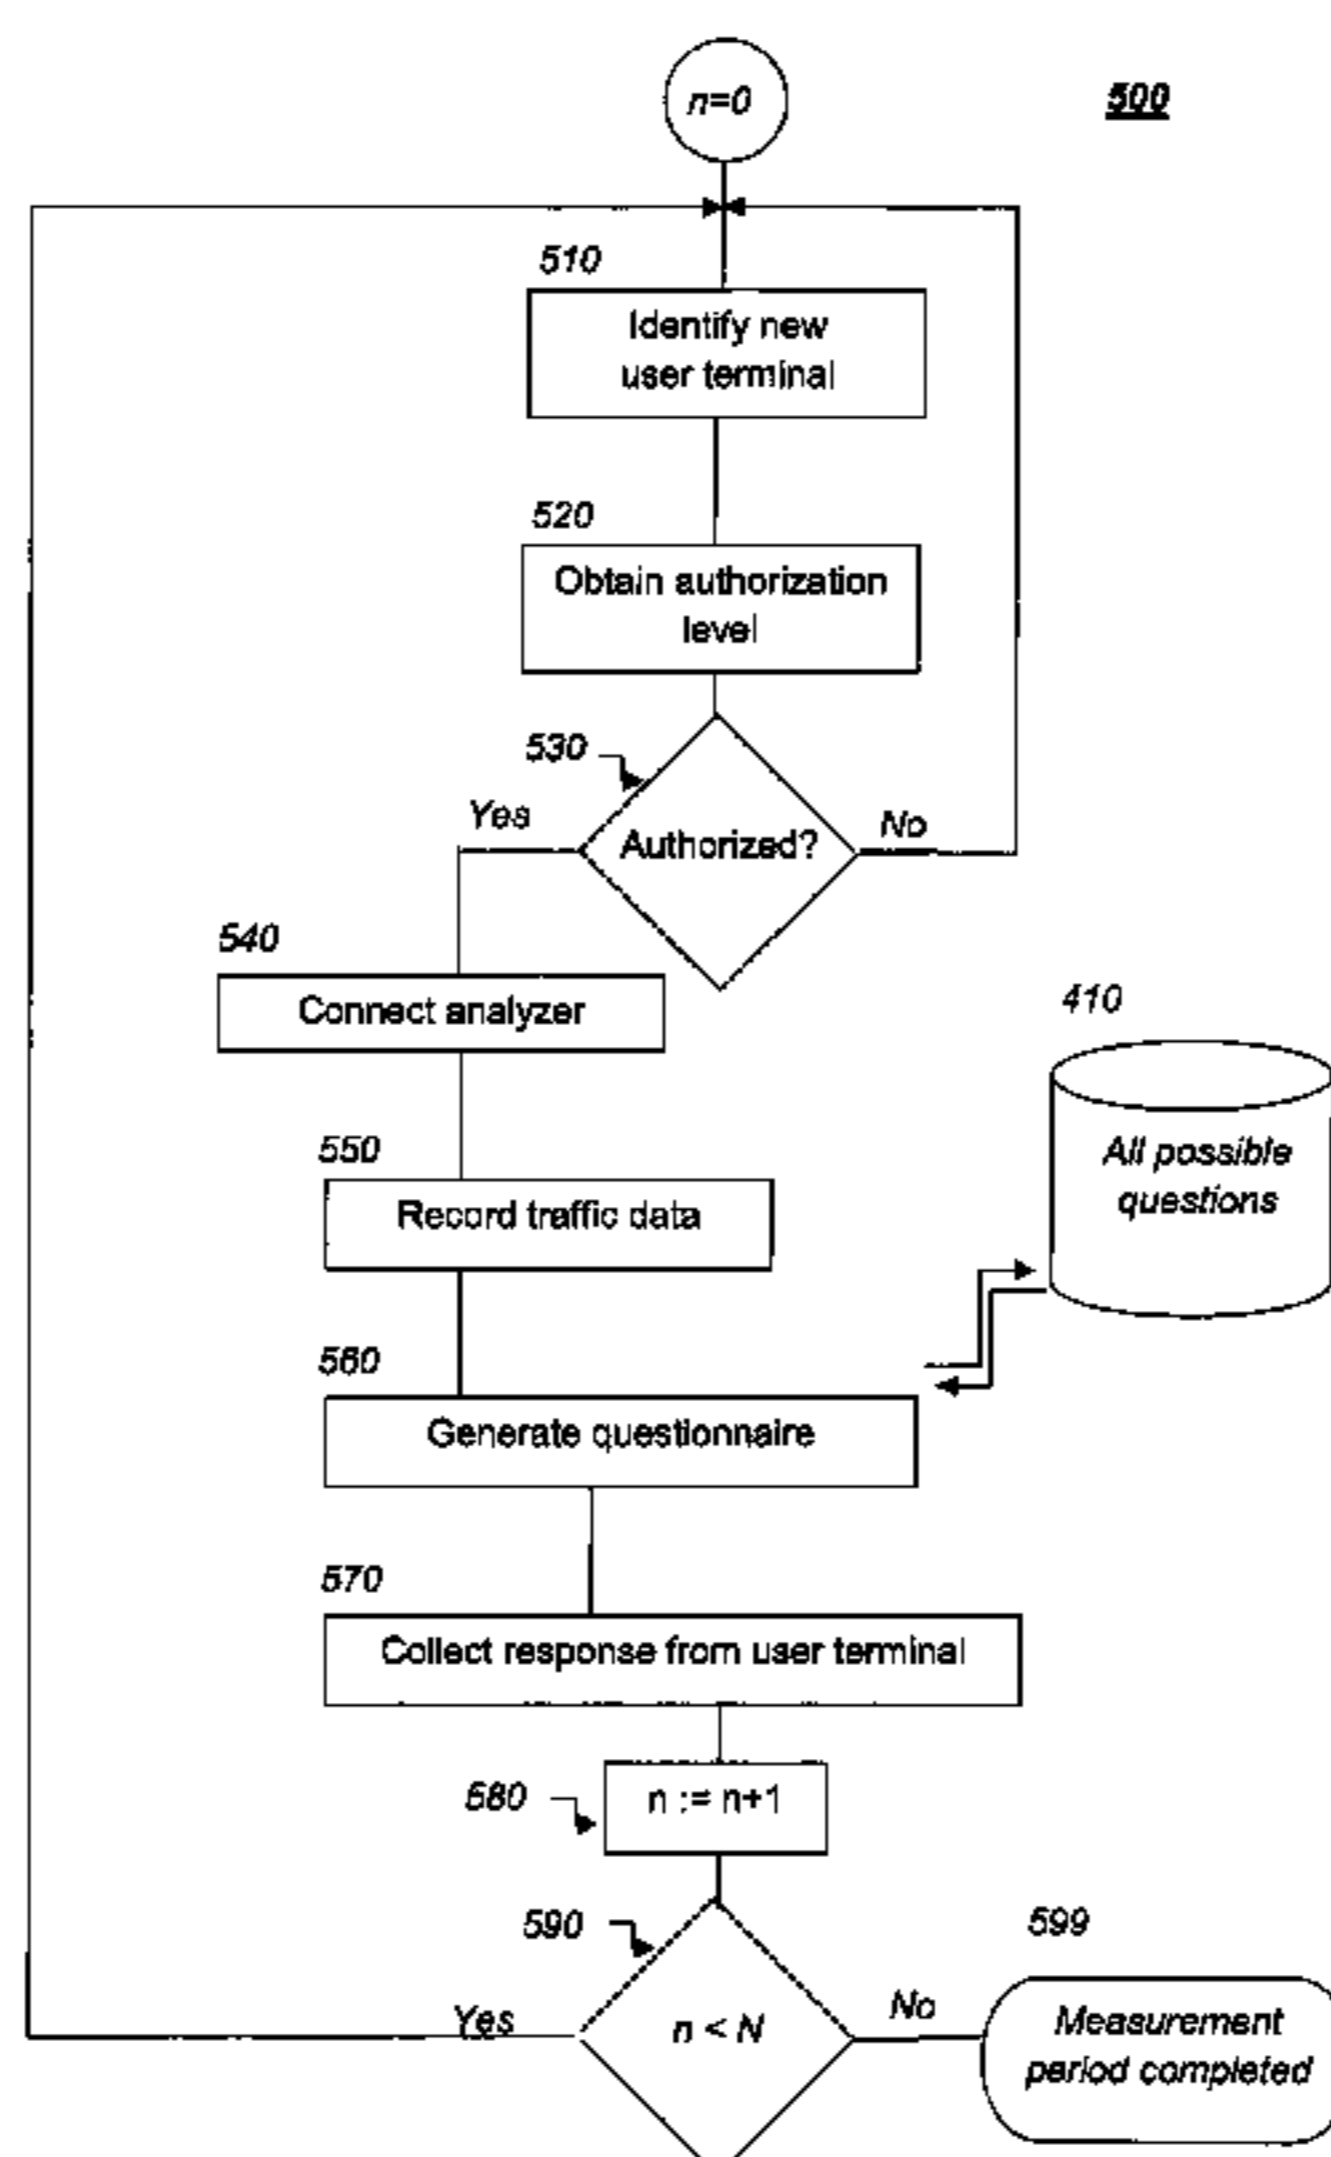 n=0
500
510
Identify new
user terminal
520
Obtain authorization
level
530
Yes
Authorized?
No
540
Connect analyzer
410
All possible
questions
550
Record traffic data
560
Generate questionnaire
570
Collect response from user terminal
580
n := n+1
590
599
Yes
n < N
No
Measurement
period completed